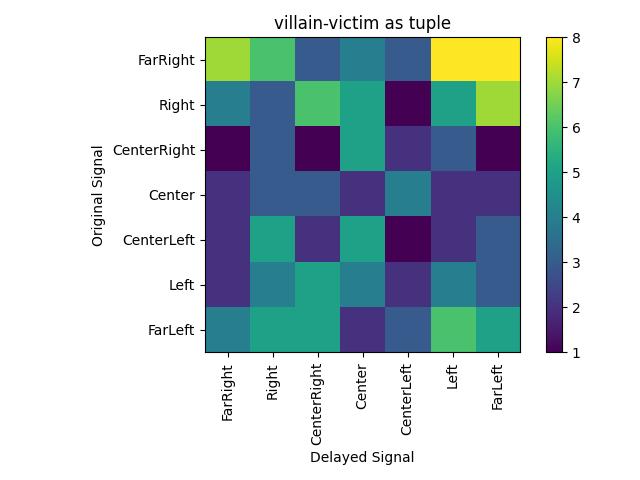 villain-victim as tuple
Original Signal
FarRight
Right
CenterRight
Center
CenterLeft
Left
FarLeft
FarRight
Right
CenterRight
Center
CenterLeft
Left
FarLeft
Delayed Signal
8
7
6
5
4
3
2
1